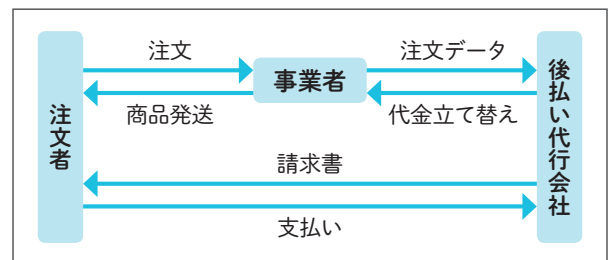 注文
注文データ
事業者
商品発送
代金立て替え
注文者
後払い代行会社
請求書
支払い